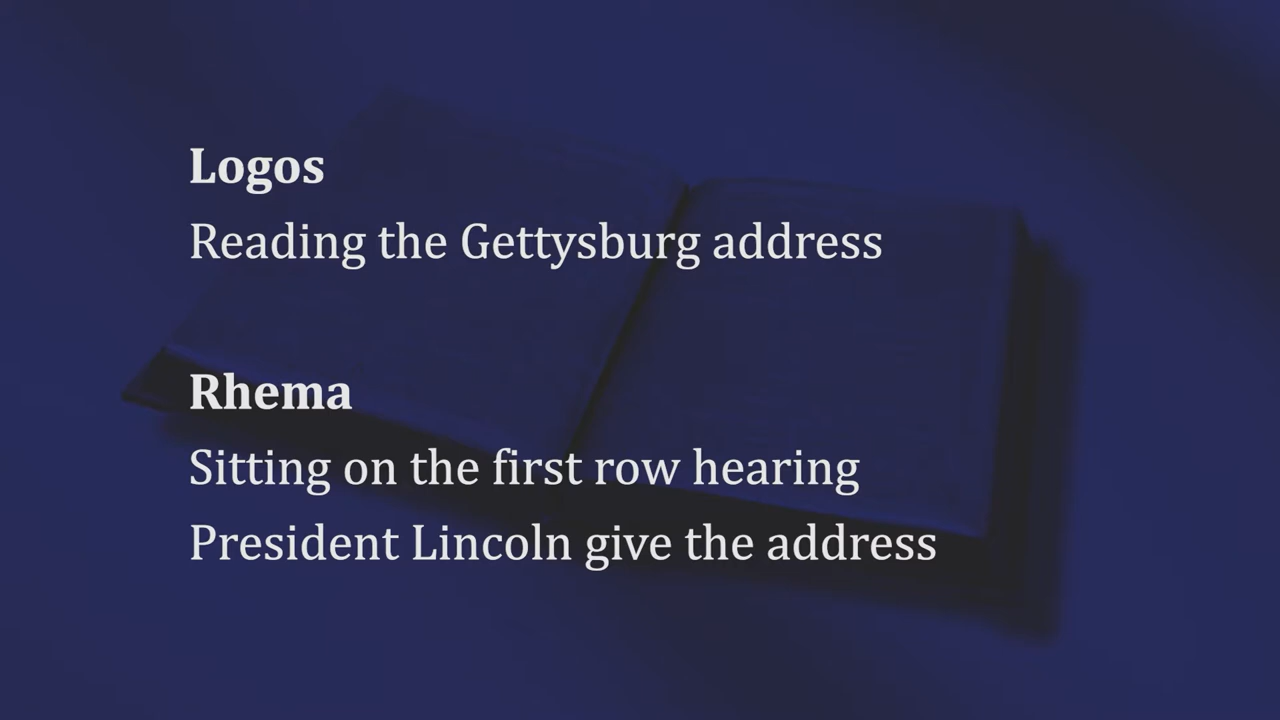 Logos
Reading the Gettysburg address
Rhema
Sitting on the first row hearing
President Lincoln give the address